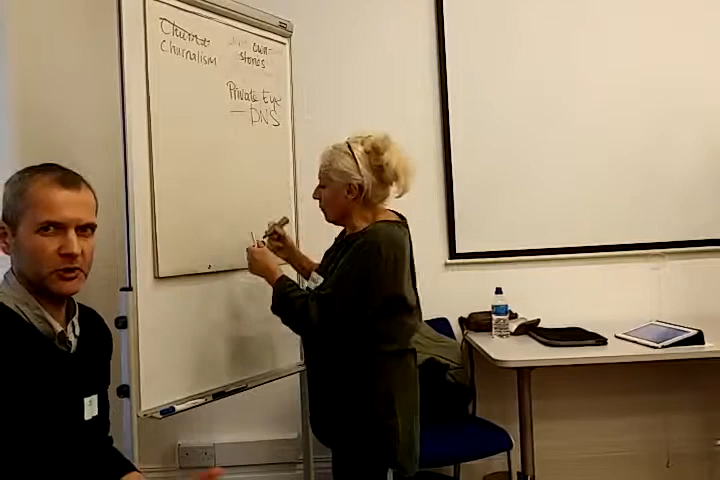 Churnalism
own
stories
Private Eye
— DNS